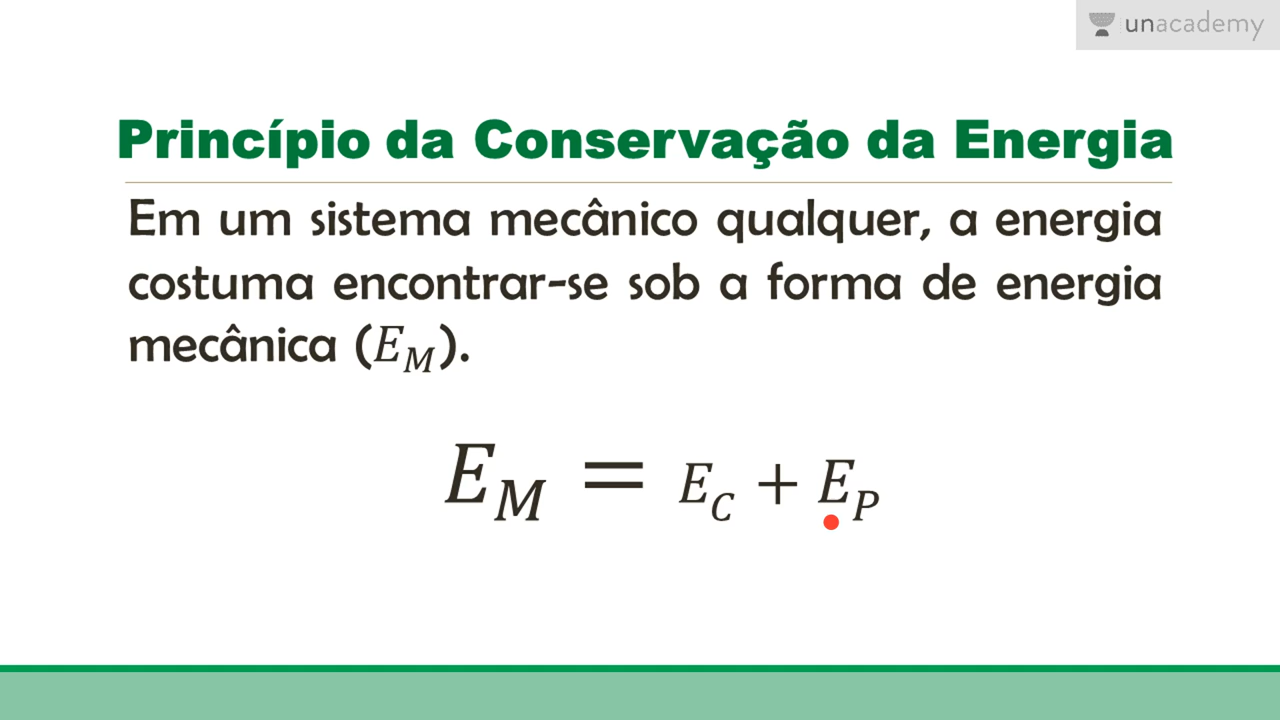 unacademy
Princípio da Conservação da Energia
Em um sistema mecânico qualquer, a energia
costuma encontrar-se sob a forma de energia
mecânica (E_M).
E_M = E_C + E_P